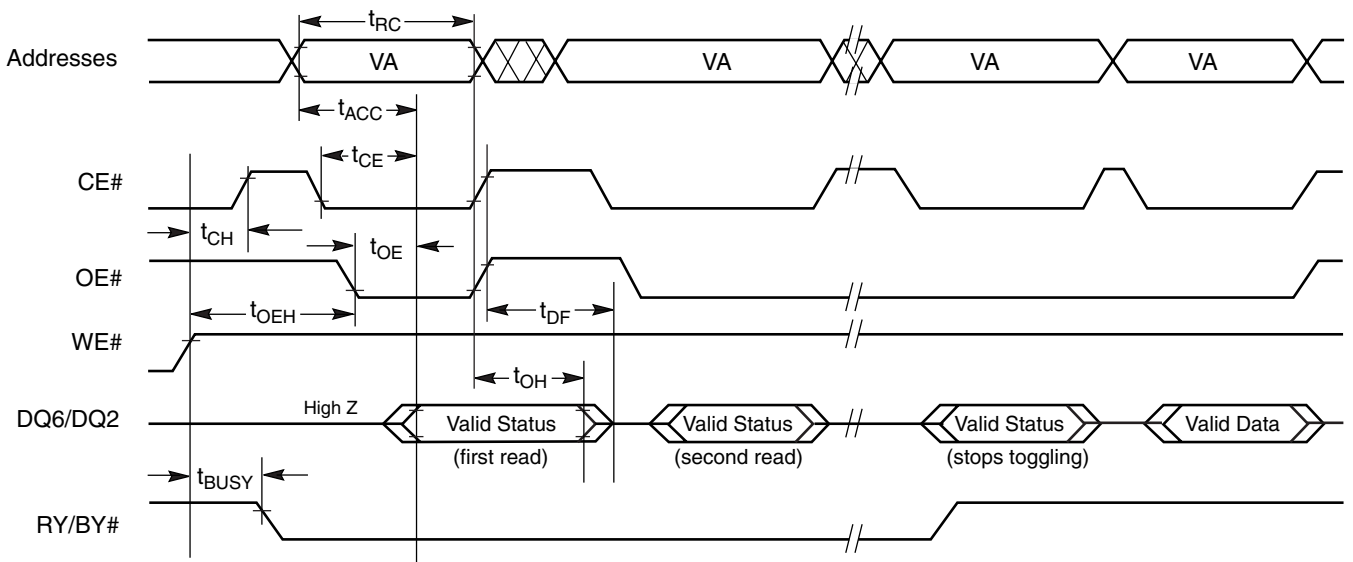 tRC
Addresses
VA
VA
VA
VA
tACC
tCE
CE#
tCH
tOE
OE#
tOEH
tDF
WE#
tOH
High Z
DQ6/DQ2
Valid Status
Valid Status
Valid Status
Valid Data
(first read)
(second read)
(stops toggling)
tBUSY
RY/BY#